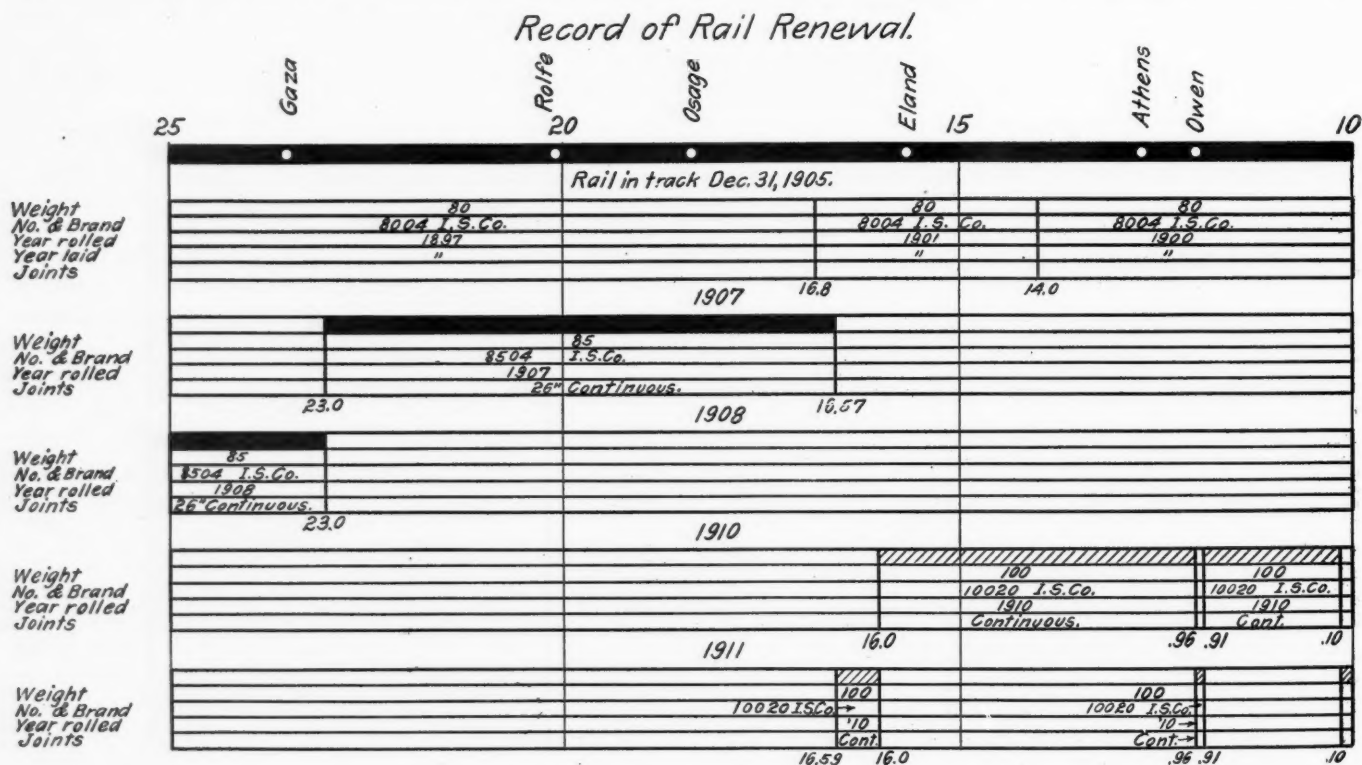 Record of Rail Renewal.
Gaza Rolfe Osage Eland Athens Owen
25 20 15 10
Rail in track Dec. 31, 1905.
Weight 80 80 80
No. & Brand 8004 I.S.Co. 8004 I.S.Co. 8004 I.S.Co.
Year rolled 1897 1901 1900
Year laid " " "
Joints
16.8 14.0
1907
Weight 85
No. & Brand 8504 I.S.Co.
Year rolled 1907
Joints 26" Continuous.
23.0 16.57
1908
Weight 85
No. & Brand 8504 I.S.Co.
Year rolled 1908
Joints 26" Continuous.
23.0
1910
Weight 100 100
No. & Brand 10020 I.S.Co. 10020 I.S.Co.
Year rolled 1910 1910
Joints Continuous. Cont.
16.0 .96 .91 .10
1911
Weight 100 100
No. & Brand 10020 I.S.Co. 10020 I.S.Co.
Year rolled '10 '10
Joints Cont. Cont.
16.59 16.0 .96 .91 .10